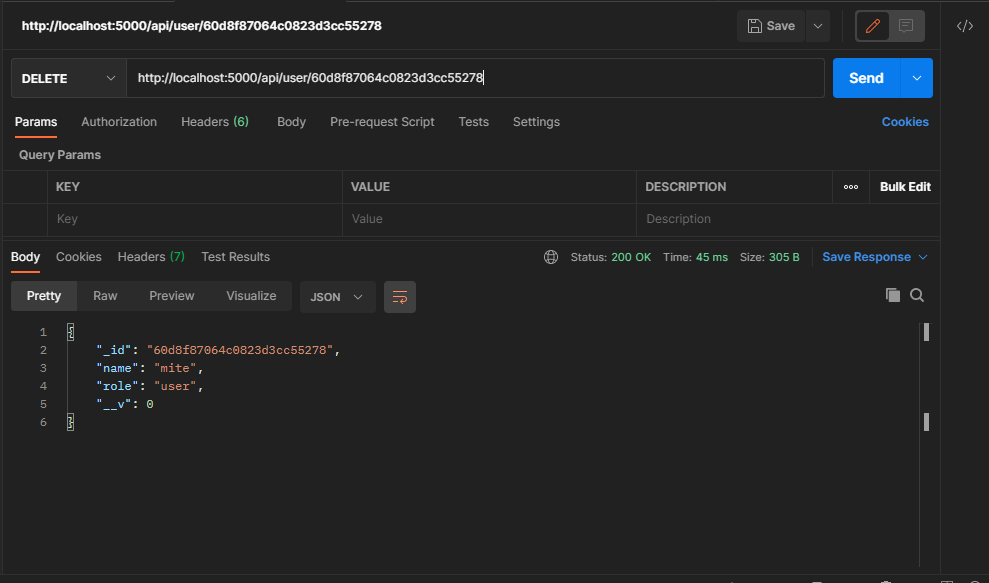 http://localhost:5000/api/user/60d8f87064c0823d3cc55278 Save
DELETE http://localhost:5000/api/user/60d8f87064c0823d3cc55278 Send
Params Authorization Headers (6) Body Pre-request Script Tests Settings Cookies
Query Params
KEY VALUE DESCRIPTION ooo Bulk Edit
Key Value Description
Body Cookies Headers (7) Test Results Status: 200 OK Time: 45 ms Size: 305 B Save Response
Pretty Raw Preview Visualize JSON
1 {
2 "_id": "60d8f87064c0823d3cc55278",
3 "name": "mite",
4 "role": "user",
5 "__v": 0
6 }